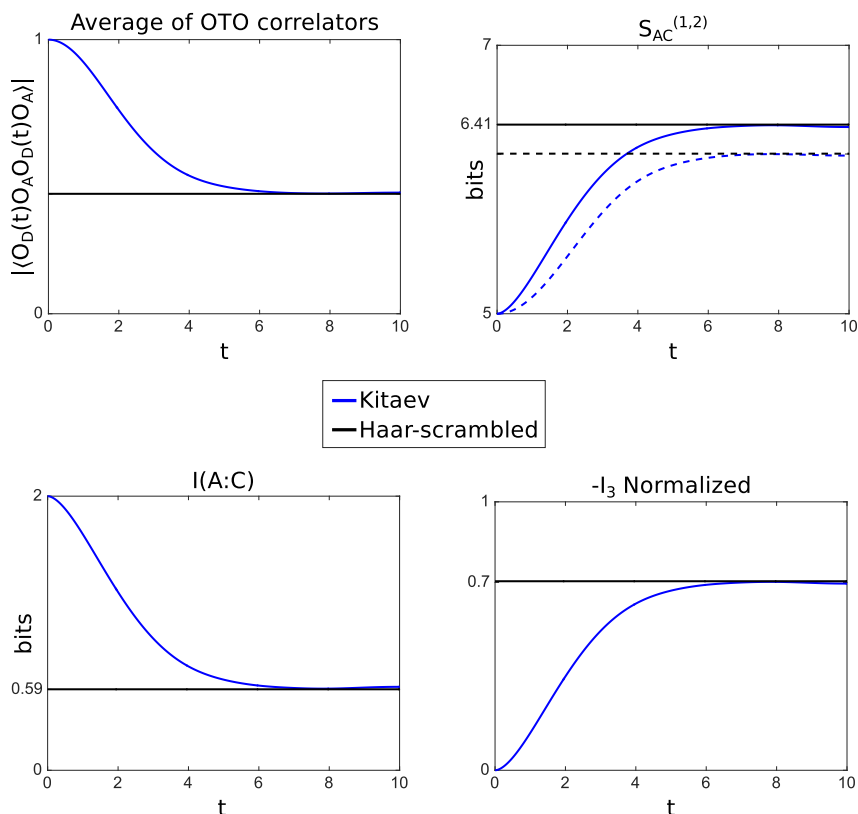 Average of OTO correlators
|⟨O_D(t)O_AO_D(t)O_A⟩|
1
0
0 2 4 6 8 10
t
S_AC^(1,2)
bits
7
6.41
5
0 2 4 6 8 10
t
Kitaev
Haar-scrambled
I(A:C)
bits
2
0.59
0
0 2 4 6 8 10
t
-I_3 Normalized
1
0.7
0
0 2 4 6 8 10
t